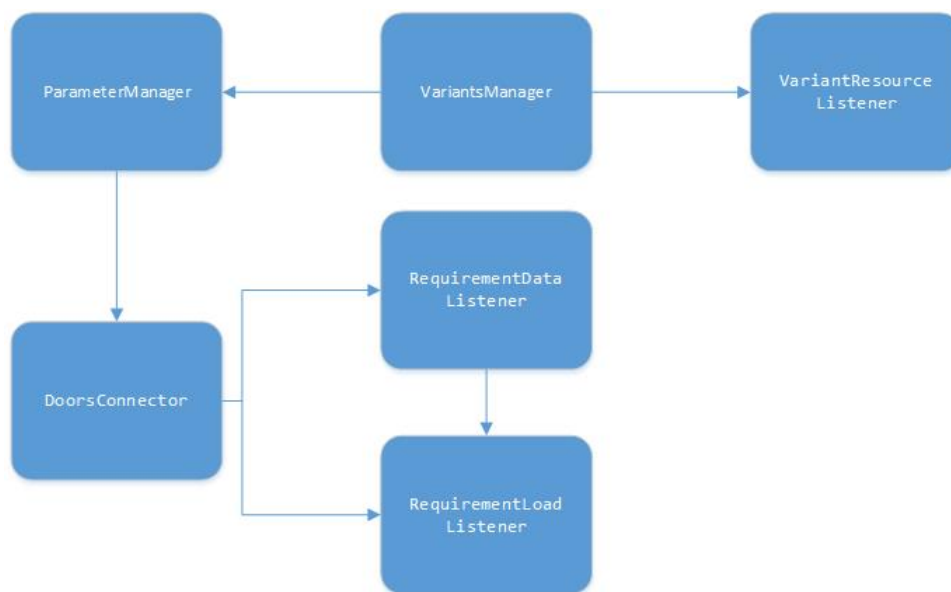 ParameterManager
VariantsManager
VariantResource
Listener
RequirementData
Listener
DoorsConnector
RequirementLoad
Listener